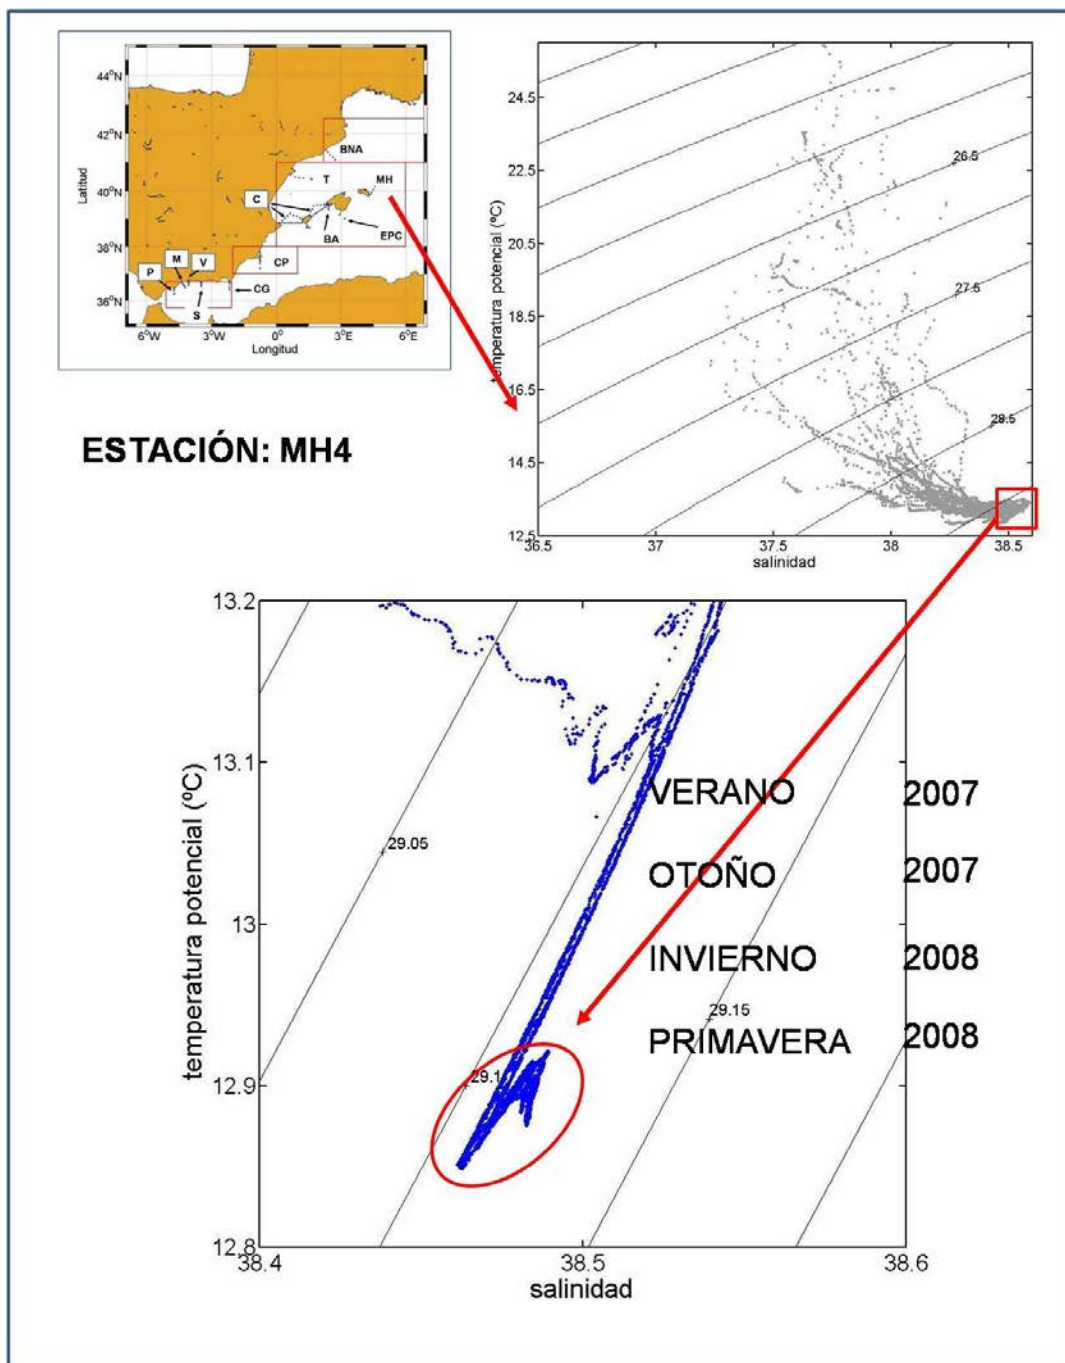 44°N
42°N
40°N
38°N
36°N
Latitud
6°W
3°W
0°
3°E
6°E
Longitud
BNA
T
MH
C
BA
EPC
M
V
P
CP
CG
S
24.5
22.5
20.5
18.5
16.5
14.5
12.5
temperatura potencial (ºC)
26.5
27.5
28.5
36.5
37
37.5
38
38.5
salinidad
ESTACIÓN: MH4
13.2
13.1
13
12.9
12.8
temperatura potencial (ºC)
29.05
29.1
29.15
VERANO 2007
OTOÑO 2007
INVIERNO 2008
PRIMAVERA 2008
38.4
38.5
38.6
salinidad